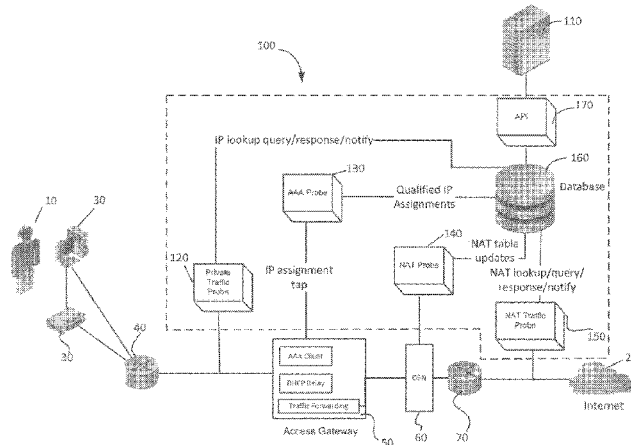 110
100
170
API
IP lookup query/response/notify
160
130
AAA Probe
Qualified IP
Assignments
Database
10
30
120
140
NAT Probe
NAT table
updates
Private
Traffic
Probe
IP assignment
tap
NAT lookup/query/
response/notify
NAT Traffic
Probe
150
40
AAA Client
DHCP Relay
Traffic Forwarding
50
Access Gateway
CGN
60
70
Internet